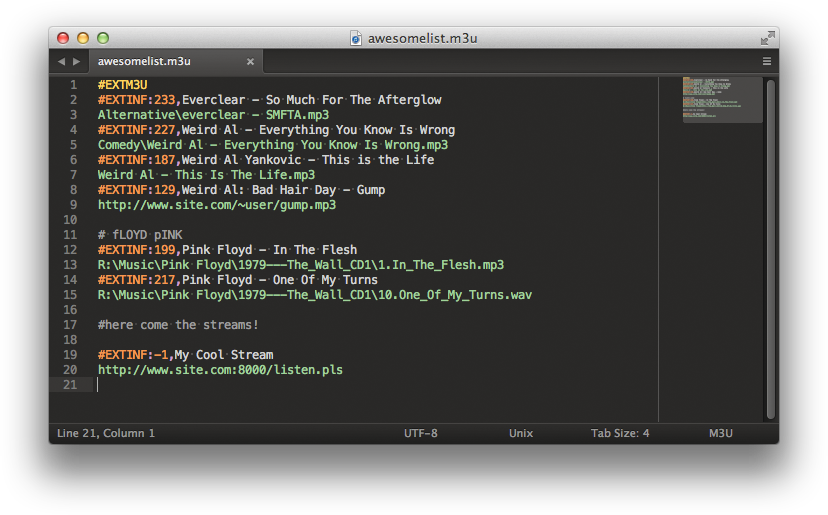 awesomelist.m3u
awesomelist.m3u
1 #EXTM3U
2 #EXTINF:233,Everclear - So Much For The Afterglow
3 Alternative\everclear - SMFTA.mp3
4 #EXTINF:227,Weird Al - Everything You Know Is Wrong
5 Comedy\Weird Al - Everything You Know Is Wrong.mp3
6 #EXTINF:187,Weird Al Yankovic - This is the Life
7 Weird Al - This Is The Life.mp3
8 #EXTINF:129,Weird Al: Bad Hair Day - Gump
9 http://www.site.com/~user/gump.mp3
10
11 # fLOYD pINK
12 #EXTINF:199,Pink Floyd - In The Flesh
13 R:\Music\Pink Floyd\1979---The_Wall_CD1\1.In_The_Flesh.mp3
14 #EXTINF:217,Pink Floyd - One Of My Turns
15 R:\Music\Pink Floyd\1979---The_Wall_CD1\10.One_Of_My_Turns.wav
16
17 #here come the streams!
18
19 #EXTINF:-1,My Cool Stream
20 http://www.site.com:8000/listen.pls
21
Line 21, Column 1 UTF-8 Unix Tab Size: 4 M3U